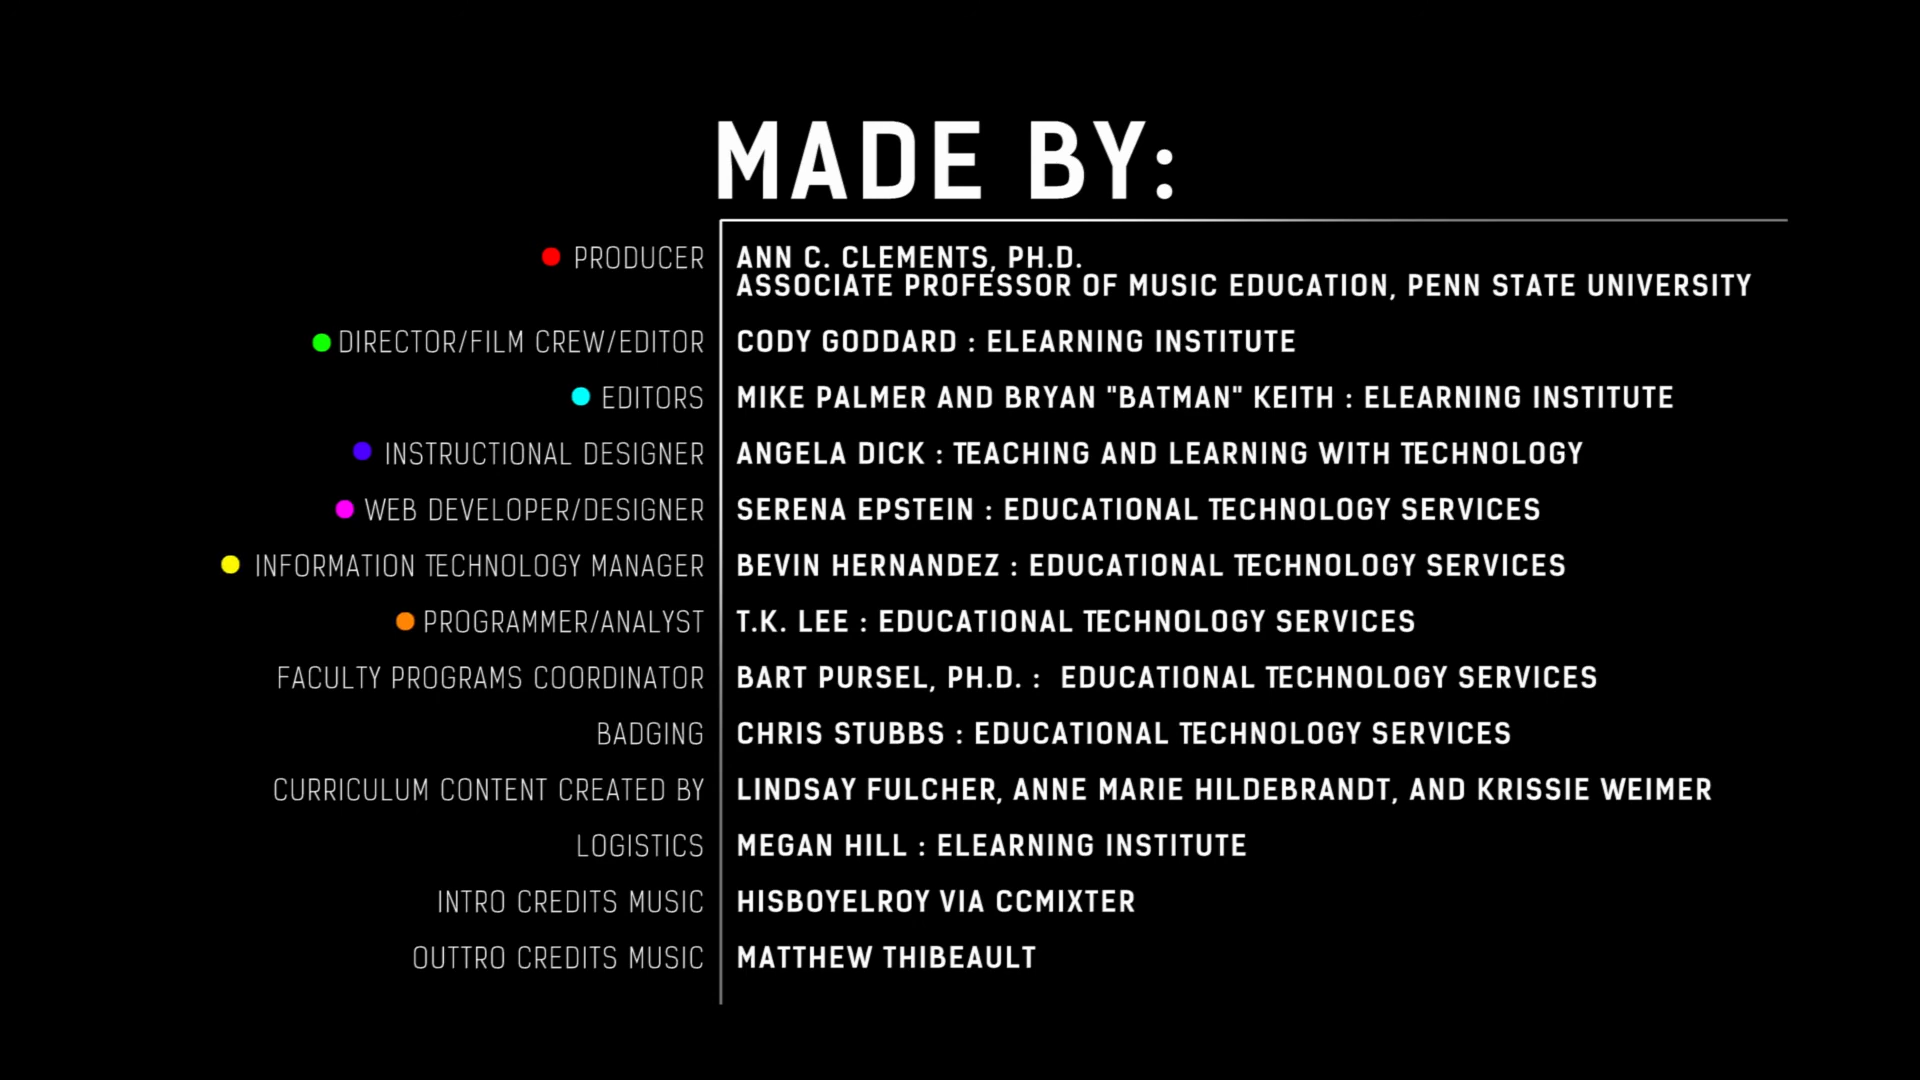 MADE BY:
PRODUCER ANN C. CLEMENTS, PH.D.
ASSOCIATE PROFESSOR OF MUSIC EDUCATION, PENN STATE UNIVERSITY
DIRECTOR/FILM CREW/EDITOR CODY GODDARD : ELEARNING INSTITUTE
EDITORS MIKE PALMER AND BRYAN "BATMAN" KEITH : ELEARNING INSTITUTE
INSTRUCTIONAL DESIGNER ANGELA DICK : TEACHING AND LEARNING WITH TECHNOLOGY
WEB DEVELOPER/DESIGNER SERENA EPSTEIN : EDUCATIONAL TECHNOLOGY SERVICES
INFORMATION TECHNOLOGY MANAGER BEVIN HERNANDEZ : EDUCATIONAL TECHNOLOGY SERVICES
PROGRAMMER/ANALYST T.K. LEE : EDUCATIONAL TECHNOLOGY SERVICES
FACULTY PROGRAMS COORDINATOR BART PURSEL, PH.D. : EDUCATIONAL TECHNOLOGY SERVICES
BADGING CHRIS STUBBS : EDUCATIONAL TECHNOLOGY SERVICES
CURRICULUM CONTENT CREATED BY LINDSAY FULCHER, ANNE MARIE HILDEBRANDT, AND KRISSIE WEIMER
LOGISTICS MEGAN HILL : ELEARNING INSTITUTE
INTRO CREDITS MUSIC HISBOYELROY VIA CCMIXTER
OUTTRO CREDITS MUSIC MATTHEW THIBEAULT